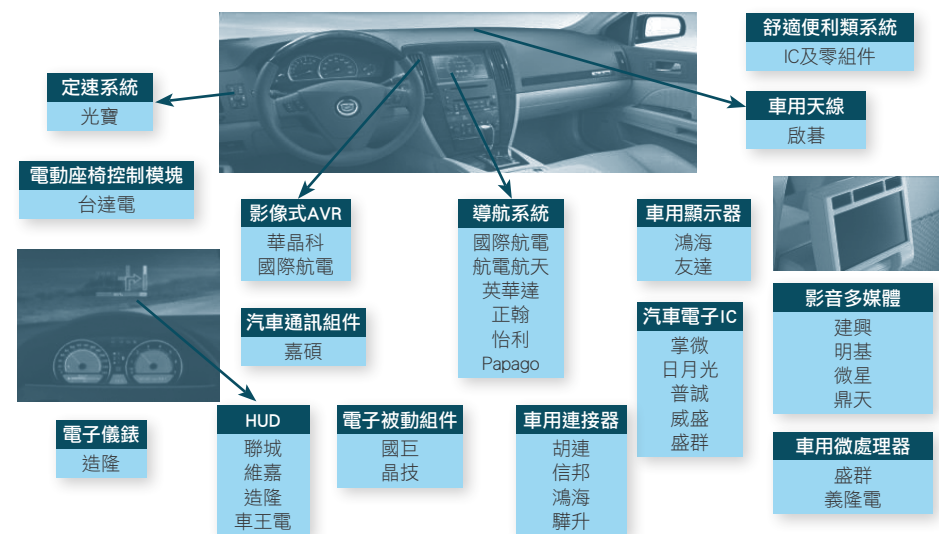 舒適便利類系統
IC及零組件
定速系統
光寶
車用天線
啟碁
電動座椅控制模塊
台達電
影像式AVR
華晶科
國際航電
導航系統
國際航電
航電航天
英華達
正翰
怡利
Papago
車用顯示器
鴻海
友達
汽車通訊組件
嘉碩
汽車電子IC
掌微
日月光
普誠
威盛
盛群
影音多媒體
建興
明基
微星
鼎天
電子儀錶
造隆
HUD
聯城
維嘉
造隆
車王電
電子被動組件
國巨
晶技
車用連接器
胡連
信邦
鴻海
驊升
車用微處理器
盛群
義隆電